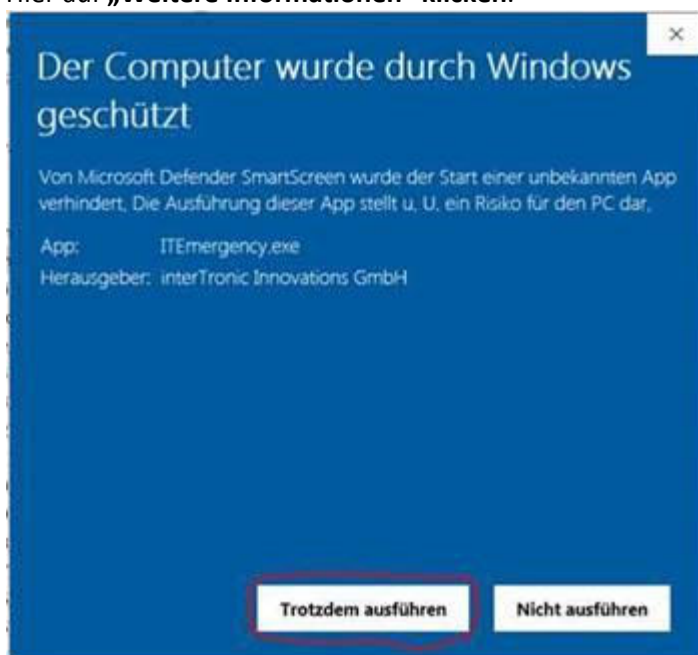 Hier auf „Weitere Informationen“ klicken.
Der Computer wurde durch Windows
geschützt
Von Microsoft Defender SmartScreen wurde der Start einer unbekannten App
verhindert. Die Ausführung dieser App stellt u. U. ein Risiko für den PC dar.
App: ITEmergency.exe
Herausgeber: interTronic Innovations GmbH
Trotzdem ausführen
Nicht ausführen